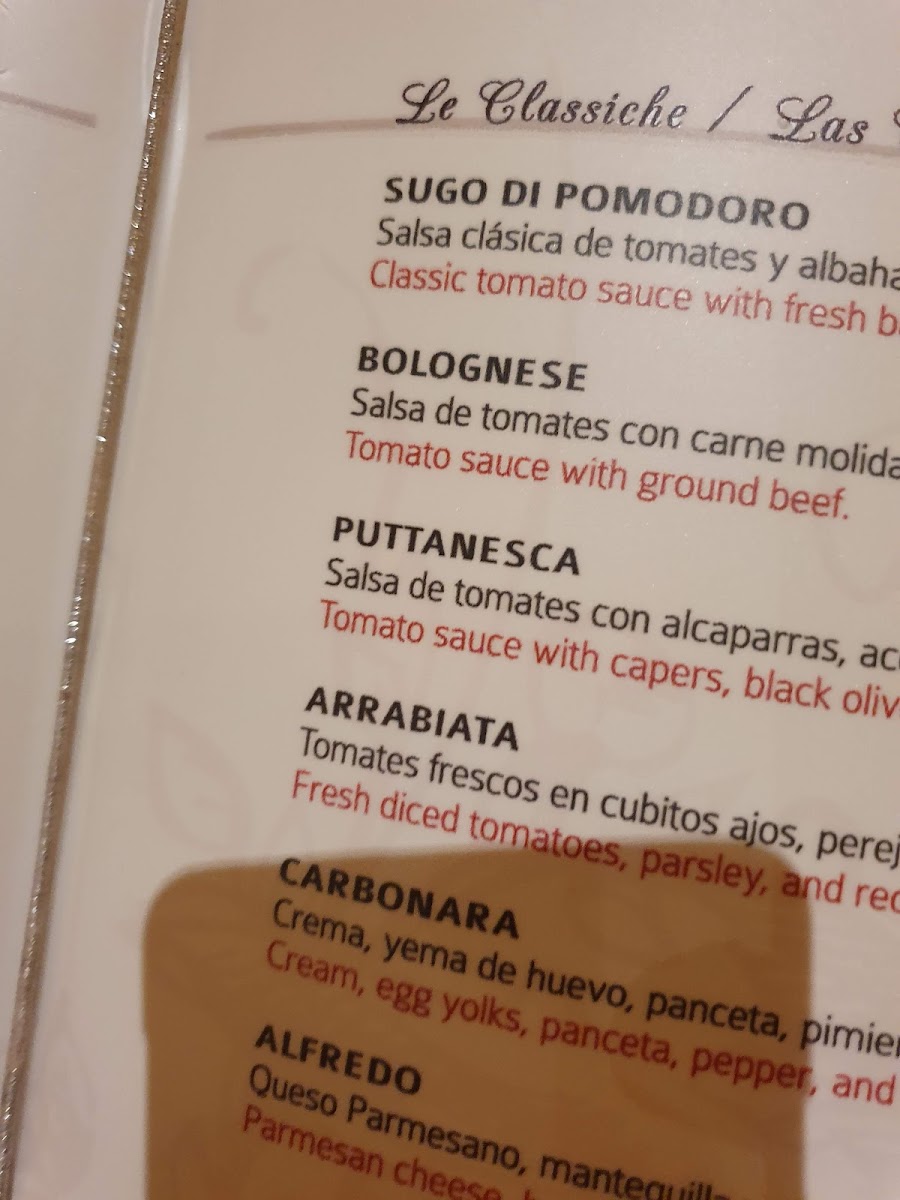 Le Classiche / Las
SUGO DI POMODORO
Salsa clásica de tomates y
Classic tomato sauce with fresh
BOLOGNESE
Salsa de tomates con carne molida
Tomato sauce with ground beef.
PUTTANESCA
Salsa de tomates con alcaparras,
Tomato sauce with capers, black
ARRABIATA
Tomates frescos en cubitos ajos,
Fresh diced tomatoes, parsley, and
CARBONARA
Crema, yema de huevo, panceta,
Cream, egg yolks, panceta, pepper, and
ALFREDO
Queso Parmesano,
Parmesan cheese,